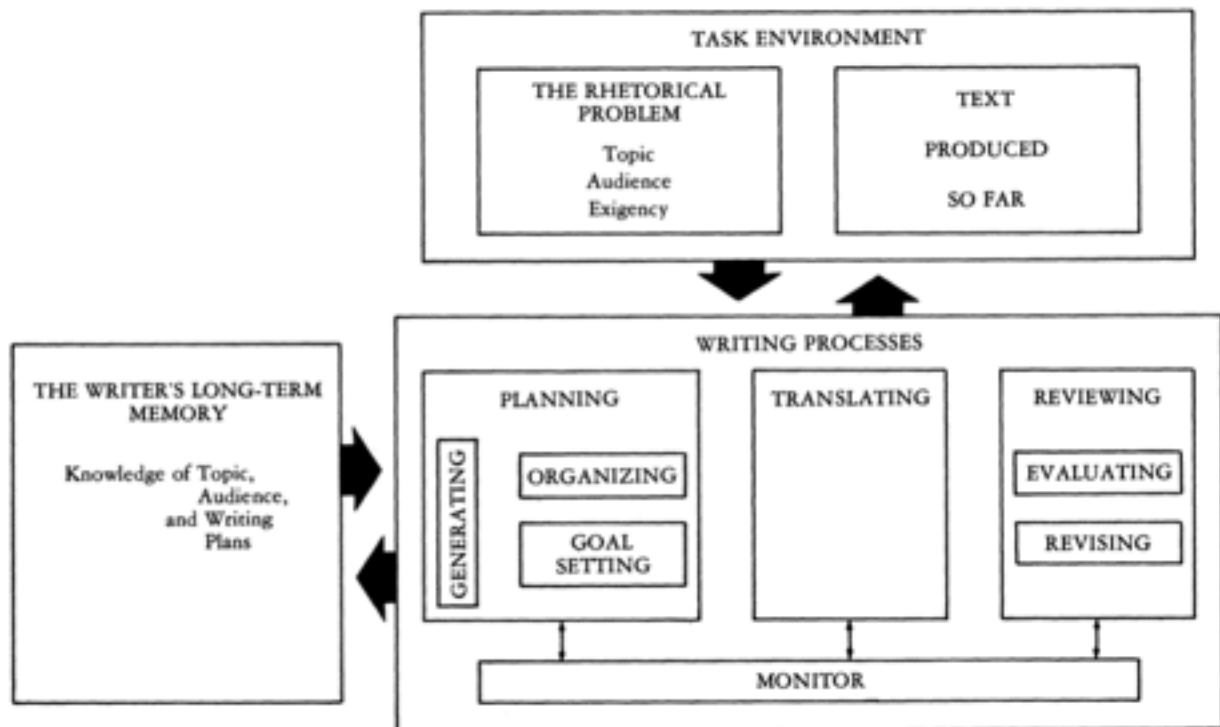 TASK ENVIRONMENT
THE RHETORICAL
PROBLEM
Topic
Audience
Exigency
TEXT
PRODUCED
SO FAR
THE WRITER'S LONG-TERM
MEMORY
Knowledge of Topic,
Audience,
and Writing
Plans
WRITING PROCESSES
PLANNING
GENERATING
ORGANIZING
GOAL
SETTING
TRANSLATING
REVIEWING
EVALUATING
REVISING
MONITOR